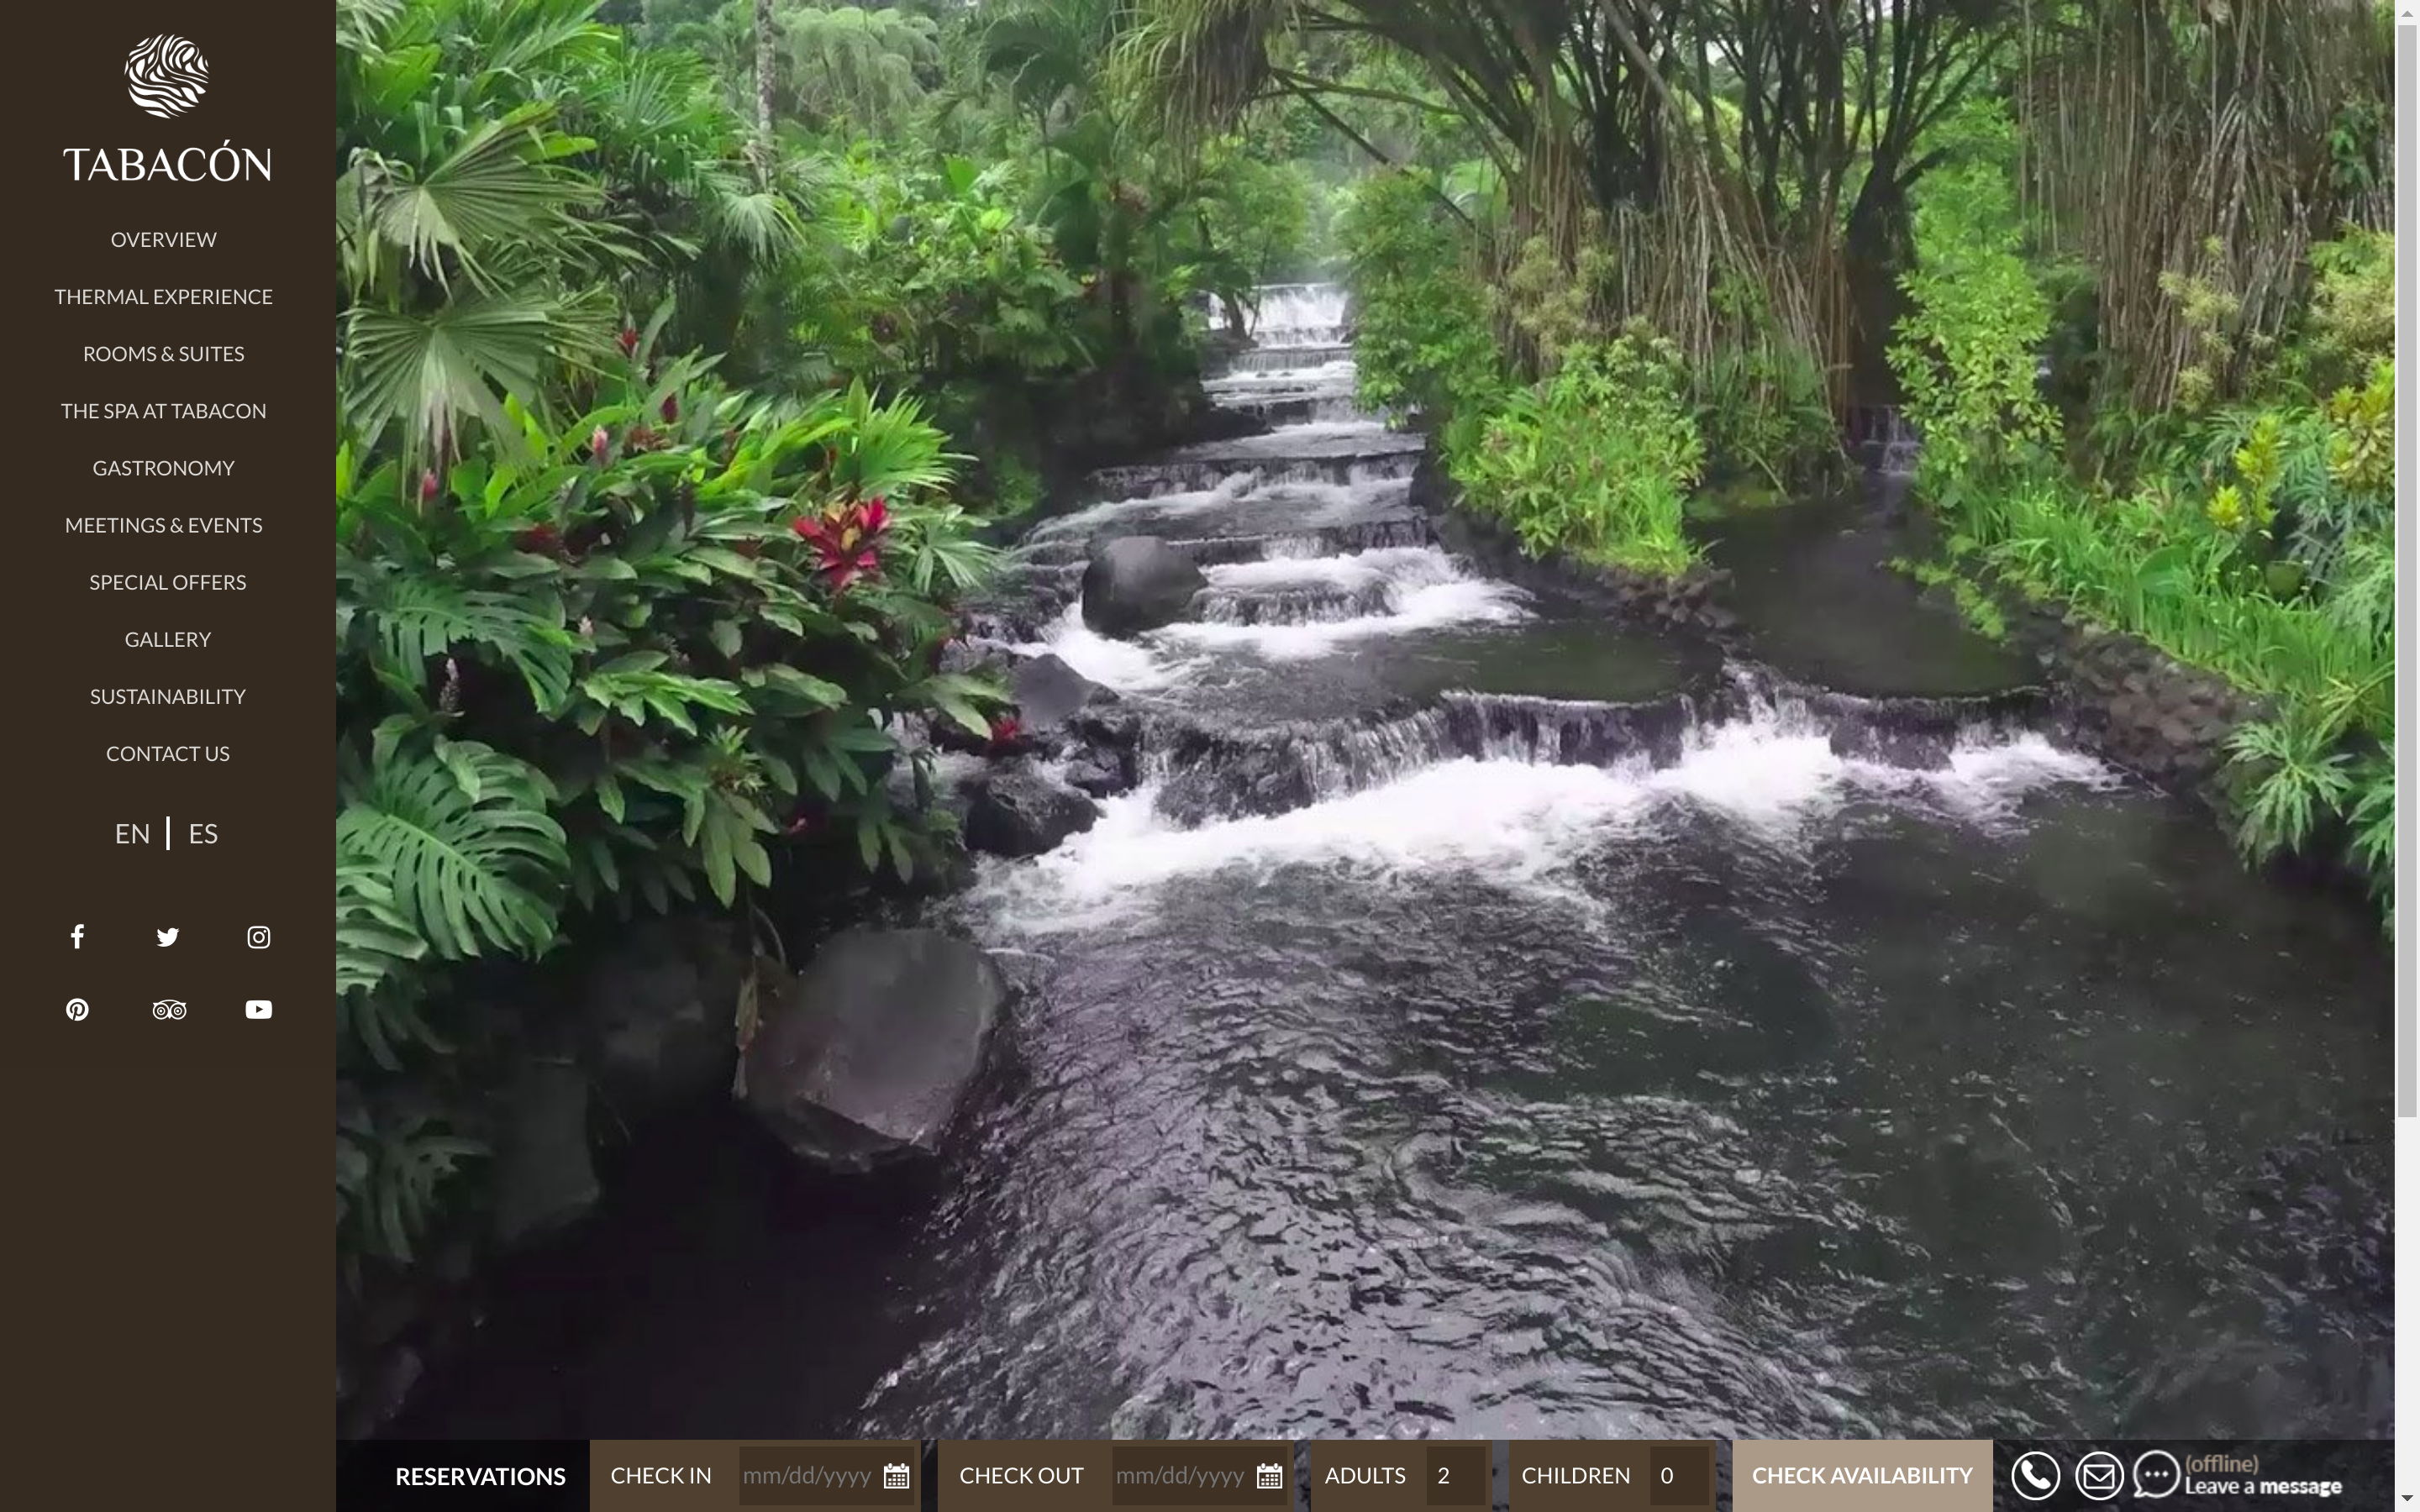 TABACÓN
OVERVIEW
THERMAL EXPERIENCE
ROOMS & SUITES
THE SPA AT TABACON
GASTRONOMY
MEETINGS & EVENTS
SPECIAL OFFERS
GALLERY
SUSTAINABILITY
CONTACT US
EN | ES
RESERVATIONS
CHECK IN mm/dd/yyyy
CHECK OUT mm/dd/yyyy
ADULTS 2
CHILDREN 0
CHECK AVAILABILITY
(offline)
Leave a message